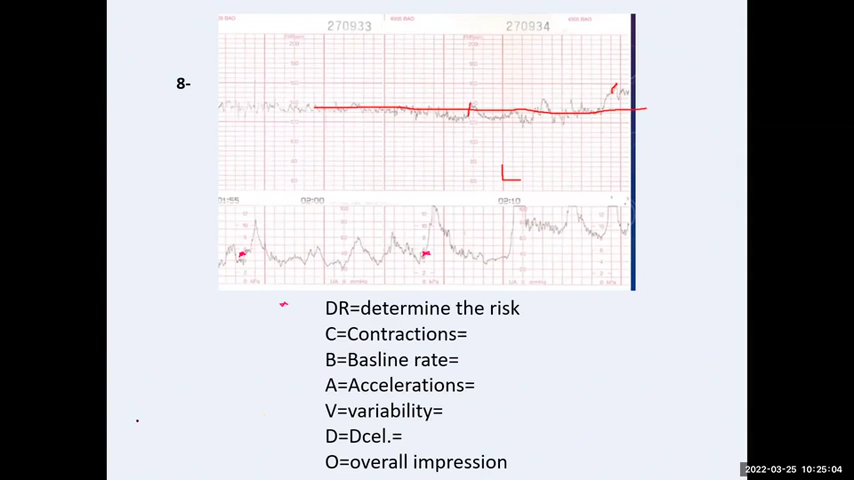 270933
270934
8-
01:55
02:00
02:10
DR=determine the risk
C=Contractions=
B=Basline rate=
A=Accelerations=
V=variability=
D=Dcel.=
O=overall impression
2022-03-25 10:25:04